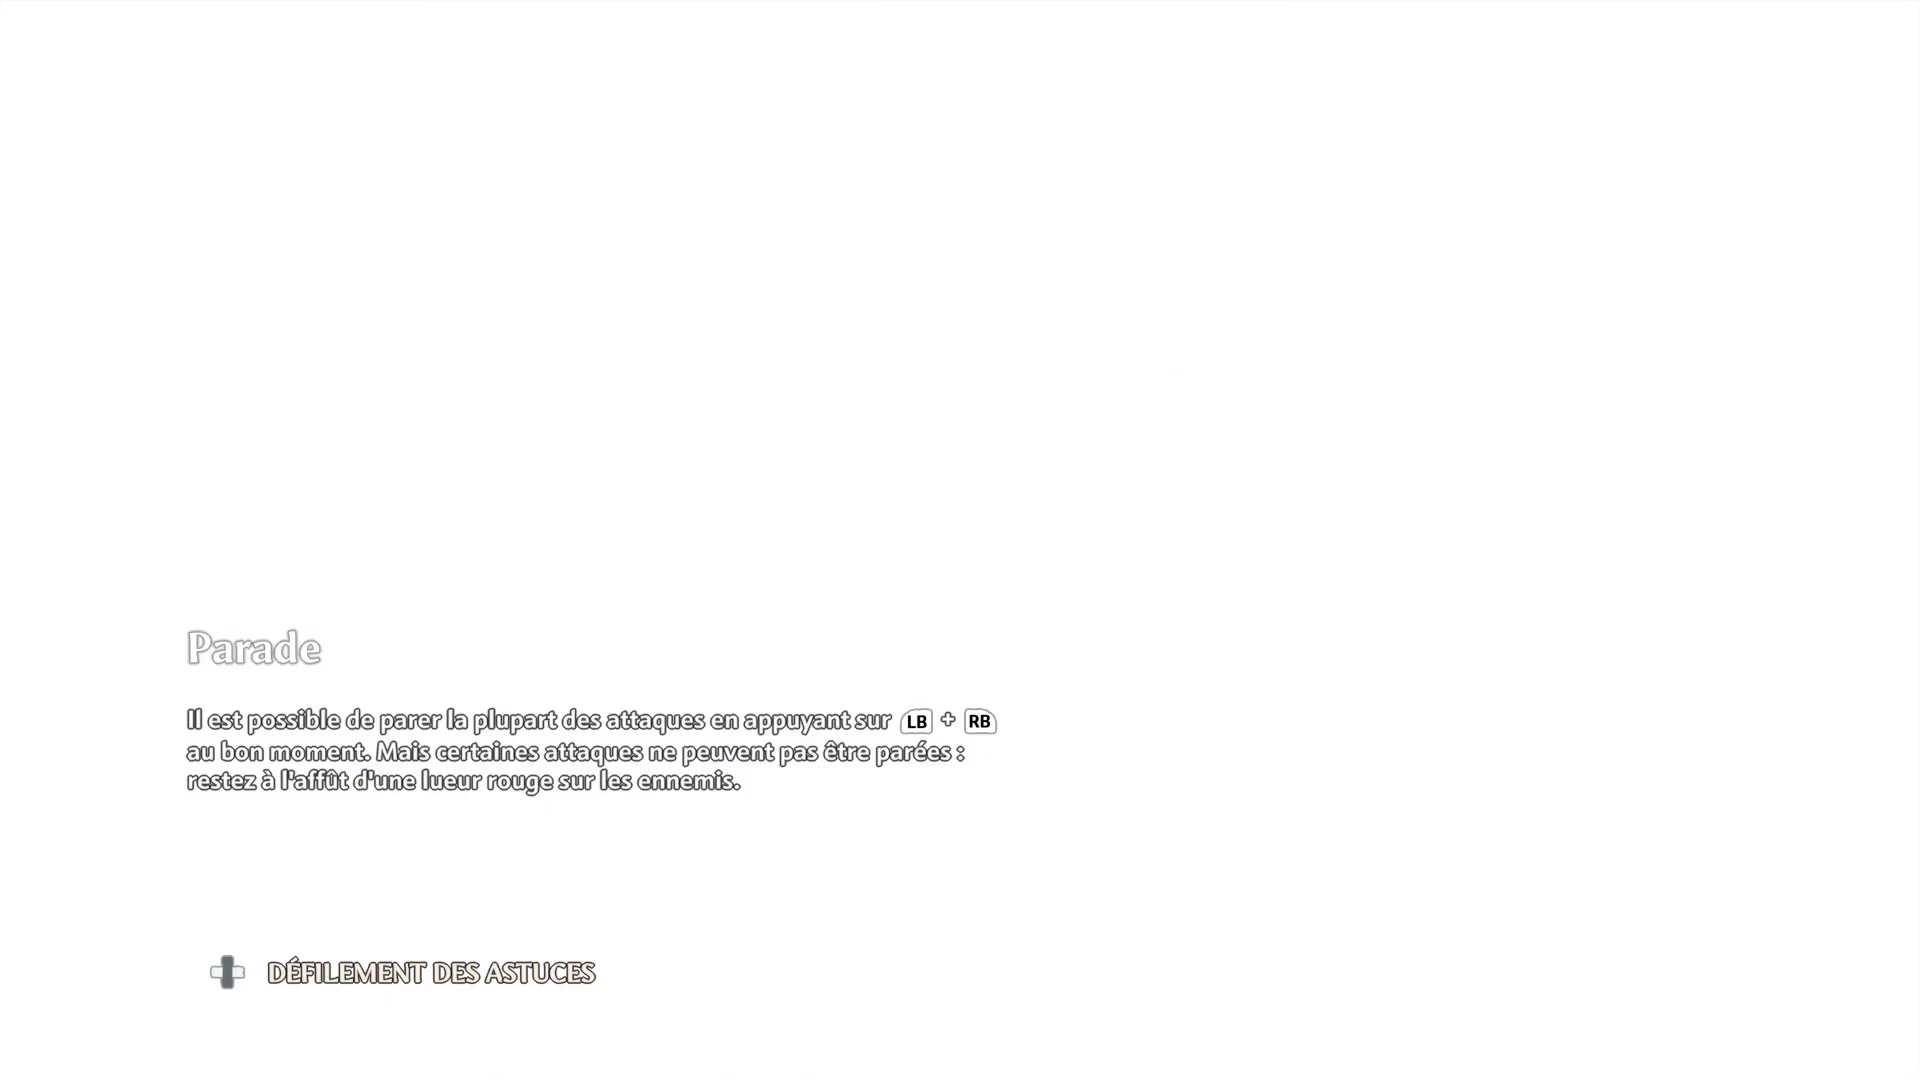 Parade
Il est possible de parer la plupart des attaques en appuyant sur LB + RB
au bon moment. Mais certaines attaques ne peuvent pas être parées :
restez à l'affût d'une lueur rouge sur les ennemis.
DÉFILEMENT DES ASTUCES